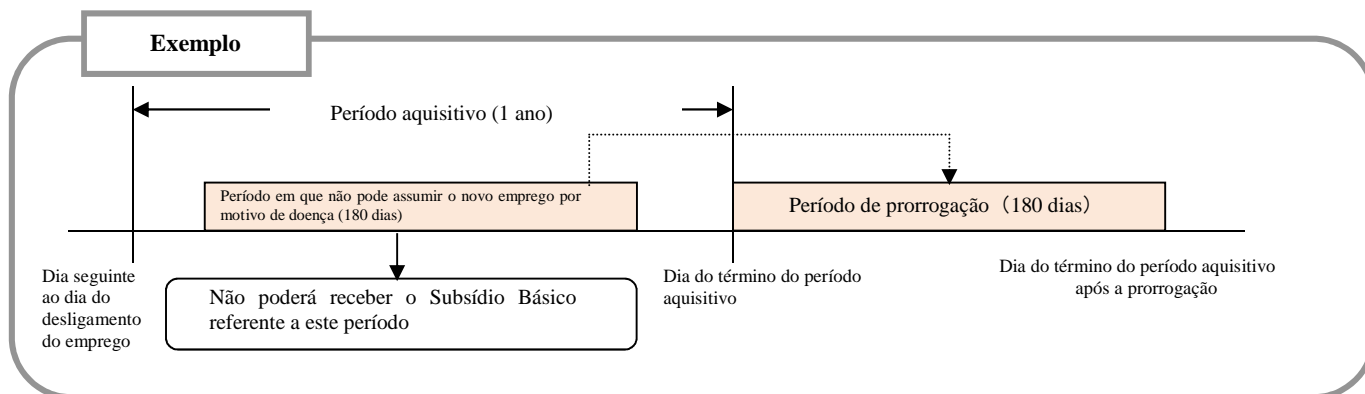 Exemplo
Período aquisitivo (1 ano)
Período em que não pode assumir o novo emprego por
motivo de doença (180 dias)
Período de prorrogação（180 dias）
Dia seguinte
ao dia do
desligamento
do emprego
Não poderá receber o Subsídio Básico
referente a este período
Dia do término do período
aquisitivo
Dia do término do período aquisitivo
após a prorrogação